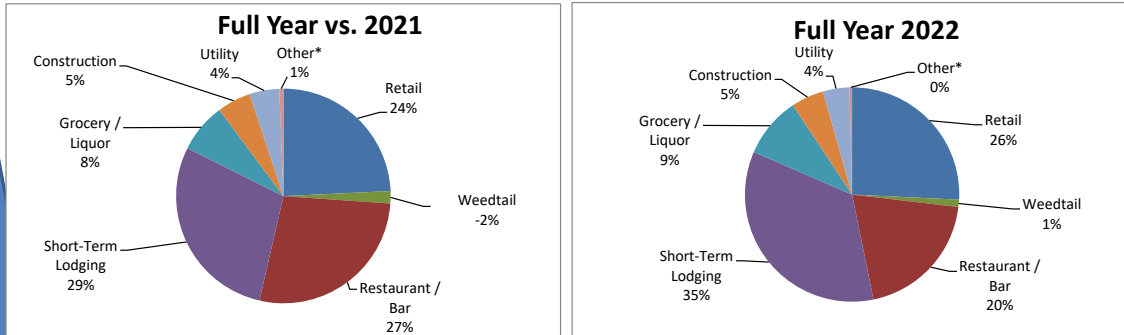 Full Year vs. 2021
Other*
1%
Utility
4%
Construction
5%
Grocery /
Liquor
8%
Short-Term
Lodging
29%
Retail
24%
Weedtail
-2%
Restaurant /
Bar
27%
Full Year 2022
Other*
0%
Utility
4%
Construction
5%
Grocery /
Liquor
9%
Short-Term
Lodging
35%
Retail
26%
Weedtail
1%
Restaurant /
Bar
20%